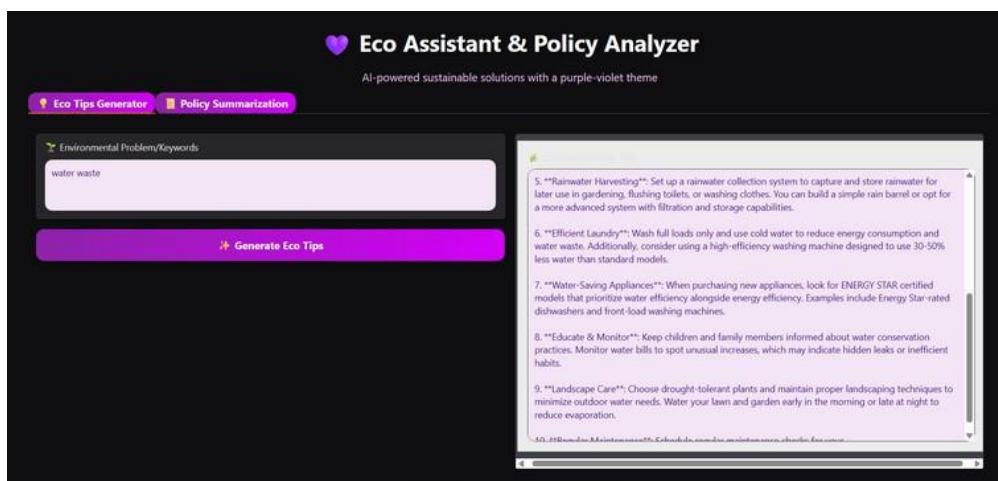 💜 Eco Assistant & Policy Analyzer
AI-powered sustainable solutions with a purple-violet theme
💡 Eco Tips Generator
📜 Policy Summarization
🌱 Environmental Problem/Keywords
water waste
✨ Generate Eco Tips
5. **Rainwater Harvesting**: Set up a rainwater collection system to capture and store rainwater for
later use in gardening, flushing toilets, or washing clothes. You can build a simple rain barrel or opt for
a more advanced system with filtration and storage capabilities.
6. **Efficient Laundry**: Wash full loads only and use cold water to reduce energy consumption and
water waste. Additionally, consider using a high-efficiency washing machine designed to use 30-50%
less water than standard models.
7. **Water-Saving Appliances**: When purchasing new appliances, look for ENERGY STAR certified
models that prioritize water efficiency alongside energy efficiency. Examples include Energy Star-rated
dishwashers and front-load washing machines.
8. **Educate & Monitor**: Keep children and family members informed about water conservation
practices. Monitor water bills to spot unusual increases, which may indicate hidden leaks or inefficient
habits.
9. **Landscape Care**: Choose drought-tolerant plants and maintain proper landscaping techniques to
minimize outdoor water needs. Water your lawn and garden early in the morning or late at night to
reduce evaporation.
10. **Regular Maintenance**: Schedule regular maintenance checks for your